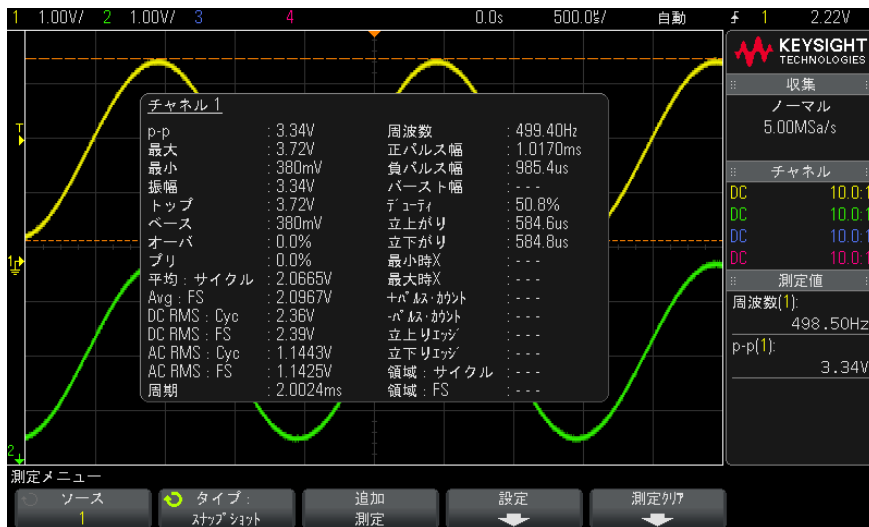 1 1.00V/ 2 1.00V/ 3 4 0.0s 500.0us/ 自動 1 2.22V
KEYSIGHT
TECHNOLOGIES
収集
ノーマル
5.00MSa/s
チャネル
DC 10.0:1
DC 10.0:1
DC 10.0:1
DC 10.0:1
測定値
周波数(1):
498.50Hz
p-p(1):
3.34V
T
1
2
チャネル 1
p-p : 3.34V 周波数 : 499.40Hz
最大 : 3.72V 正パルス幅 : 1.0170ms
最小 : 380mV 負パルス幅 : 985.4us
振幅 : 3.34V バースト幅 : - - -
トップ : 3.72V デューティ : 50.8%
ベース : 380mV 立上がり : 584.6us
オーバ : 0.0% 立下がり : 584.8us
プリ : 0.0% 最小時X : - - -
平均 : サイクル : 2.0665V 最大時X : - - -
Avg : FS : 2.0967V +パルス・カウント : - - -
DC RMS : Cyc : 2.36V -パルス・カウント : - - -
DC RMS : FS : 2.39V 立上りエッジ : - - -
AC RMS : Cyc : 1.1443V 立下りエッジ : - - -
AC RMS : FS : 1.1425V 領域 : サイクル : - - -
周期 : 2.0024ms 領域 : FS : - - -
測定メニュー
ソース
1
タイプ :
スナップショット
追加
測定
設定
測定クリア